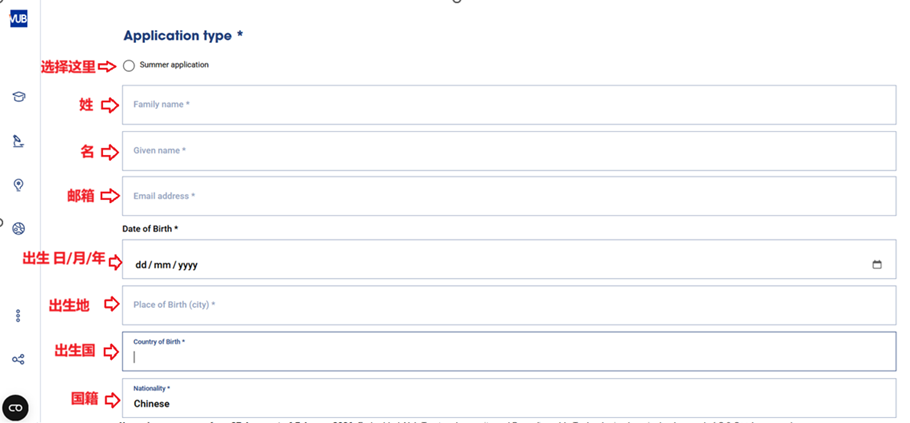 VUB
Application type *
选择这里
Summer application
姓
Family name *
名
Given name *
邮箱
Email address *
Date of Birth *
出生 日/月/年
dd / mm / yyyy
出生地
Place of Birth (city) *
出生国
Country of Birth *
国籍
Nationality *
Chinese